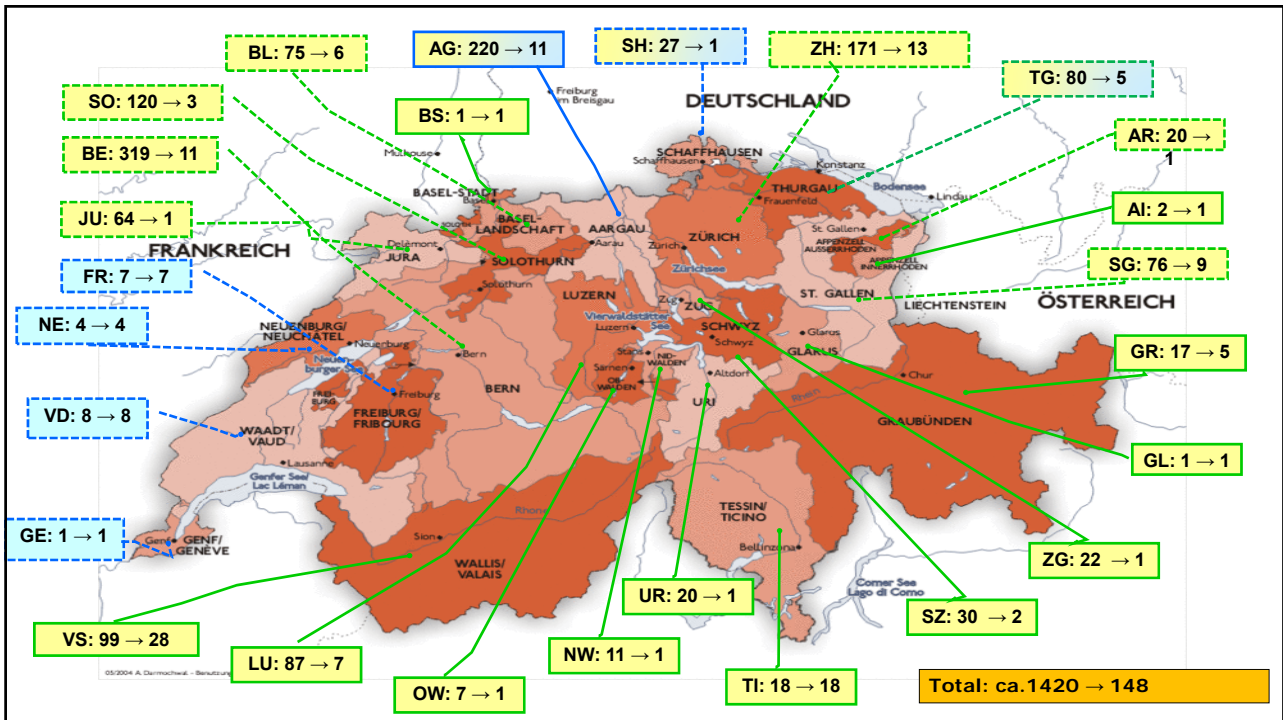 BL: 75 → 6
AG: 220 → 11
SH: 27 → 1
ZH: 171 → 13
TG: 80 → 5
SO: 120 → 3
BS: 1 → 1
AR: 20 →
1
BE: 319 → 11
AI: 2 → 1
JU: 64 → 1
SG: 76 → 9
FR: 7 → 7
NE: 4 → 4
GR: 17 → 5
VD: 8 → 8
GL: 1 → 1
GE: 1 → 1
ZG: 22 → 1
UR: 20 → 1
SZ: 30 → 2
VS: 99 → 28
LU: 87 → 7
NW: 11 → 1
OW: 7 → 1
TI: 18 → 18
Total: ca.1420 → 148
Freiburg
im Breisgau
DEUTSCHLAND
Mulhouse
SCHAFFHAUSEN
Schaffhausen
Konstanz
Bodensee
Lindau
BASEL-STADT
Basel
THURGAU
Frauenfeld
BASEL-
LANDSCHAFT
AARGAU
Aarau
ZÜRICH
Zürich
Zürichsee
St. Gallen
APPENZELL
AUSSERRHODEN
APPENZELL
INNERRHODEN
FRANKREICH
Delémont
JURA
SOLOTHURN
Solothurn
ST. GALLEN
LIECHTENSTEIN
ÖSTERREICH
LUZERN
Zug
ZUG
Vierwaldstätter
See
Luzern
SCHWYZ
Schwyz
Glarus
GLARUS
NEUENBURG/
NEUCHÂTEL
Neuenburg
Neuen-
burger See
Bern
BERN
Stans
NID-
WALDEN
Sarnen
OB-
WALDEN
Altdorf
URI
Chur
Rhein
GRAUBÜNDEN
FREI-
BURG
Freiburg
FREIBURG/
FRIBOURG
WAADT/
VAUD
Lausanne
Genfer See/
Lac Léman
Genf
GENF/
GENÈVE
Rhone
Sion
WALLIS/
VALAIS
TESSIN/
TICINO
Bellinzona
Comer See
Lago di Como
05/2004 A. Darmochwal. - Benutzung